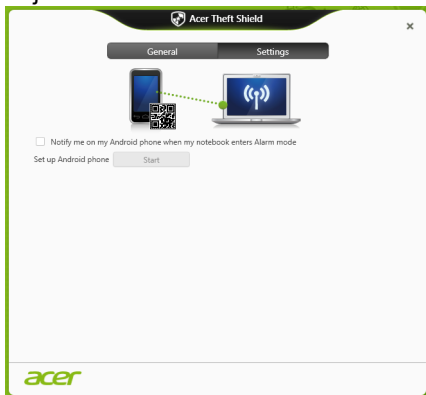 Acer Theft Shield
General Settings
Notify me on my Android phone when my notebook enters Alarm mode
Set up Android phone Start
acer